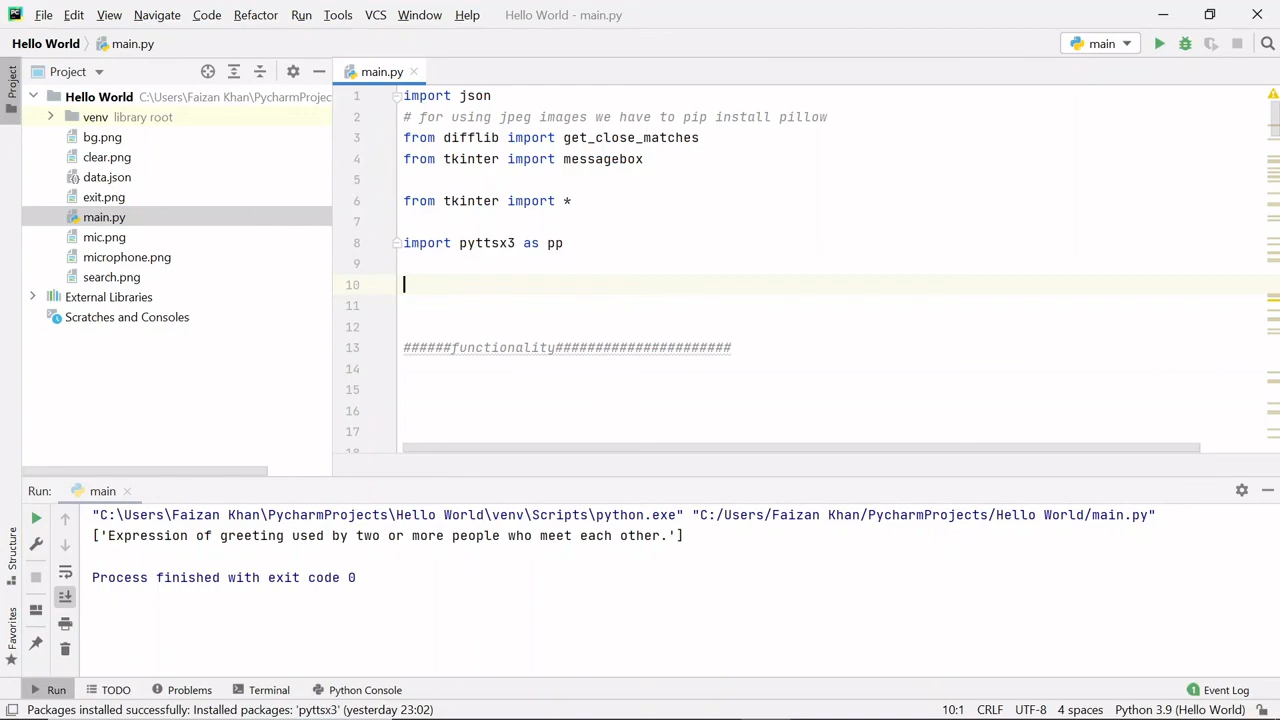 PC File Edit View Navigate Code Refactor Run Tools VCS Window Help Hello World - main.py
Hello World main.py main
Project Project main.py
1 import json
2 # for using jpeg images we have to pip install pillow
3 from difflib import get_close_matches
4 from tkinter import messagebox
5
6 from tkinter import *
7
8 import pyttsx3 as pp
9
10
11
12
13 ######functionality#####################
14
15
16
17
18
Hello World C:\Users\Faizan Khan\PycharmProjec
venv library root
bg.png
clear.png
data.json
exit.png
main.py
mic.png
microphone.png
search.png
External Libraries
Scratches and Consoles
Run: main
"C:\Users\Faizan Khan\PycharmProjects\Hello World\venv\Scripts\python.exe" "C:/Users/Faizan Khan/PycharmProjects/Hello World/main.py"
['Expression of greeting used by two or more people who met each other.']
Process finished with exit code 0
Structure
Favorites
Run TODO Problems Terminal Python Console 1 Event Log
Packages installed successfully: Installed packages: 'pyttsx3' (yesterday 23:02) 10:1 CRLF UTF-8 4 spaces Python 3.9 (Hello World)